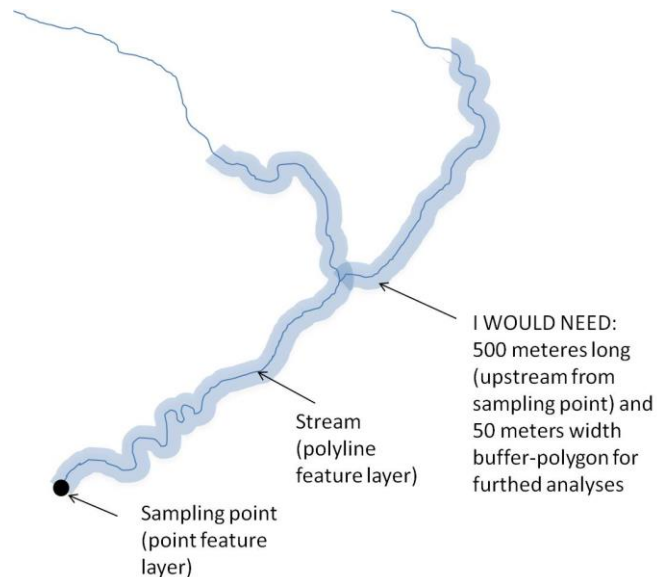 I WOULD NEED:
500 meteres long
(upstream from
sampling point) and
50 meters width
buffer-polygon for
furthed analyses
Stream
(polyline
feature layer)
Sampling point
(point feature
layer)